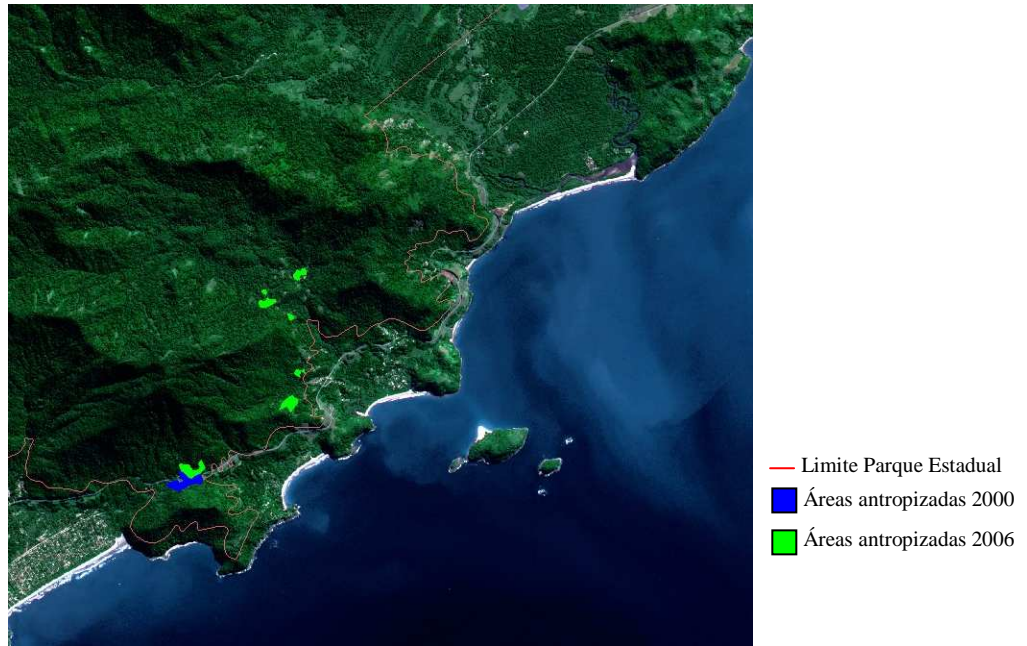 Limite Parque Estadual
Áreas antropizadas 2000
Áreas antropizadas 2006